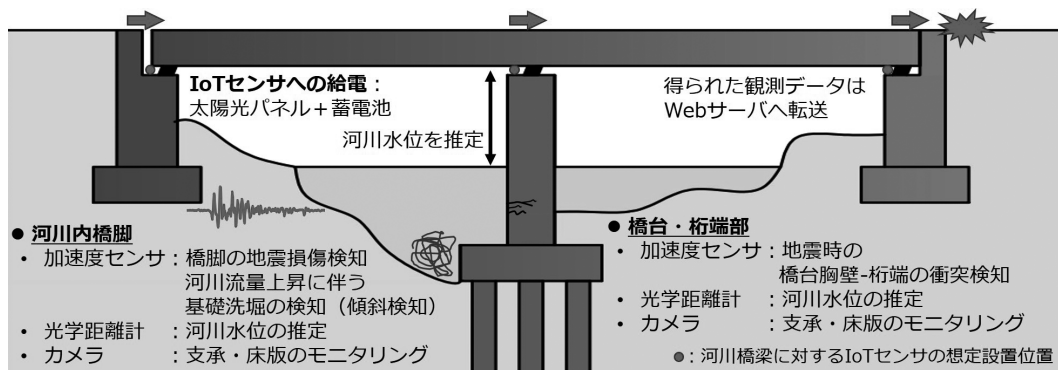 IoTセンサへの給電：
太陽光パネル＋蓄電池
河川水位を推定
得られた観測データは
Webサーバへ転送
● 河川内橋脚
• 加速度センサ：橋脚の地震損傷検知
河川流量上昇に伴う
基礎洗堀の検知（傾斜検知）
• 光学距離計　：河川水位の推定
• カメラ　　　：支承・床版のモニタリング
● 橋台・桁端部
• 加速度センサ：地震時の
橋台胸壁-桁端の衝突検知
• 光学距離計　：河川水位の推定
• カメラ　　　：支承・床版のモニタリング
●：河川橋梁に対するIoTセンサの想定設置位置